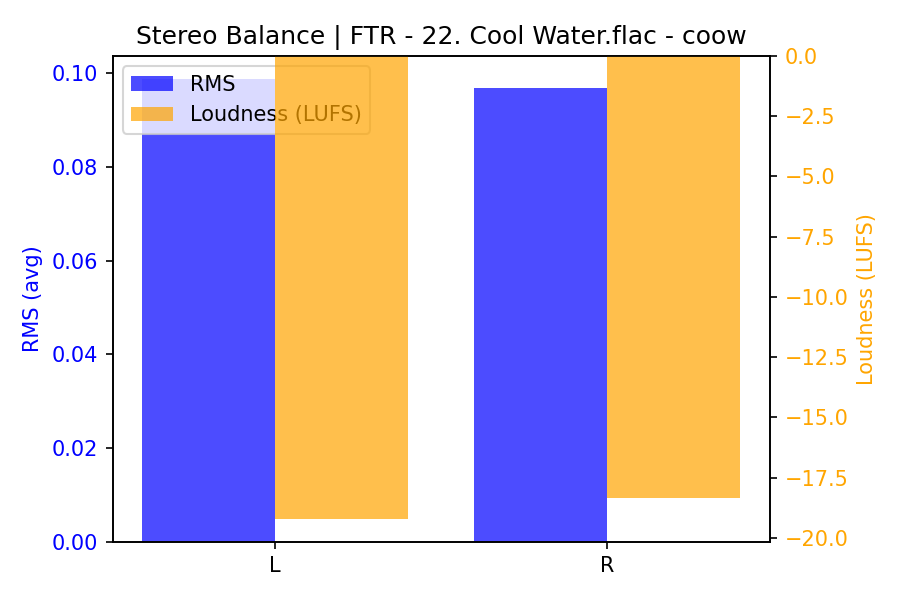 Stereo Balance | FTR - 22. Cool Water.flac - coow
RMS
Loudness (LUFS)
RMS (avg)
0.10
0.08
0.06
0.04
0.02
0.00
L
R
0.0
−2.5
−5.0
−7.5
−10.0
−12.5
−15.0
−17.5
−20.0
Loudness (LUFS)